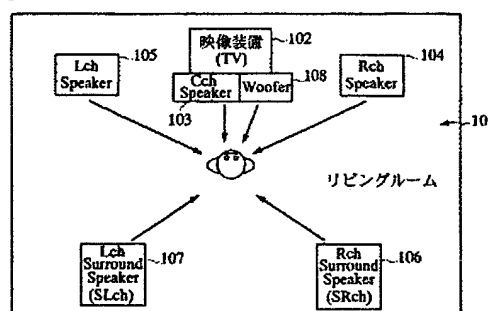 映像装置
(TV)
102
105
Lch
Speaker
Cch
Speaker
Woofer
108
103
Rch
Speaker
104
10
リビングルーム
Lch
Surround
Speaker
(SLch)
107
Rch
Surround
Speaker
(SRch)
106